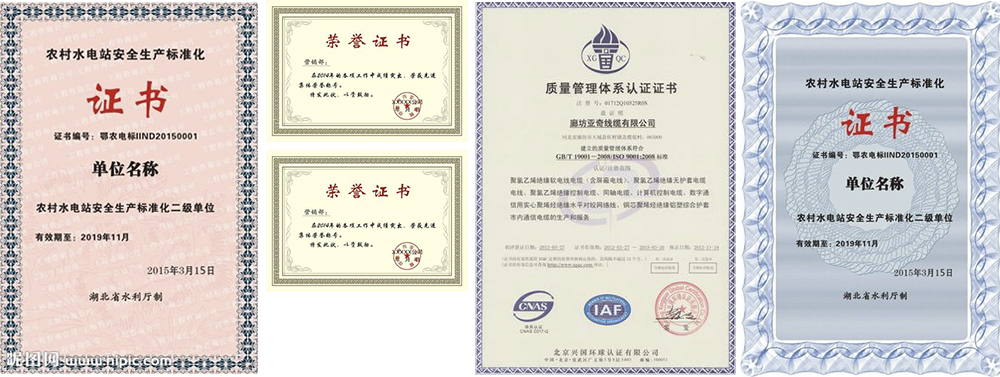 农村水电站安全生产标准化
证书
证书编号：鄂农电标IIND20150001
单位名称
农村水电站安全生产标准化二级单位
有效期至：2019年11月
2015年3月15日
湖北省水利厅制
昵图网www.nipic.com
荣誉证书
营销部：
在2014年的各项工作中成绩突出，荣获先进
集体荣誉称号。
特发此状，以资鼓励。
荣誉证书
营销部：
在2014年的各项工作中成绩突出，荣获先进
集体荣誉称号。
特发此状，以资鼓励。
XG QC
质量管理体系认证证书
注册号：01712Q10525R0S
兹证明
廊坊亚奇线缆有限公司
建立的质量管理体系符合
GB/T 19001－2008/ISO 9001:2008 标准
认证/注册范围
聚氯乙烯绝缘软电线电缆（含屏蔽电线）、聚氯乙烯绝缘无护套电缆
电线、聚氯乙烯绝缘控制电缆、同轴电缆、计算机控制电缆、数字通
信用实心聚烯烃绝缘水平对绞网络线、铜芯聚烯烃绝缘铝塑综合护套
市内通信电缆的生产和服务
CNAS
IAF
体系认证
北京兴国环球认证有限公司
农村水电站安全生产标准化
证书
证书编号：鄂农电标IIND20150001
单位名称
农村水电站安全生产标准化二级单位
有效期至：2019年11月
2015年3月15日
湖北省水利厅制